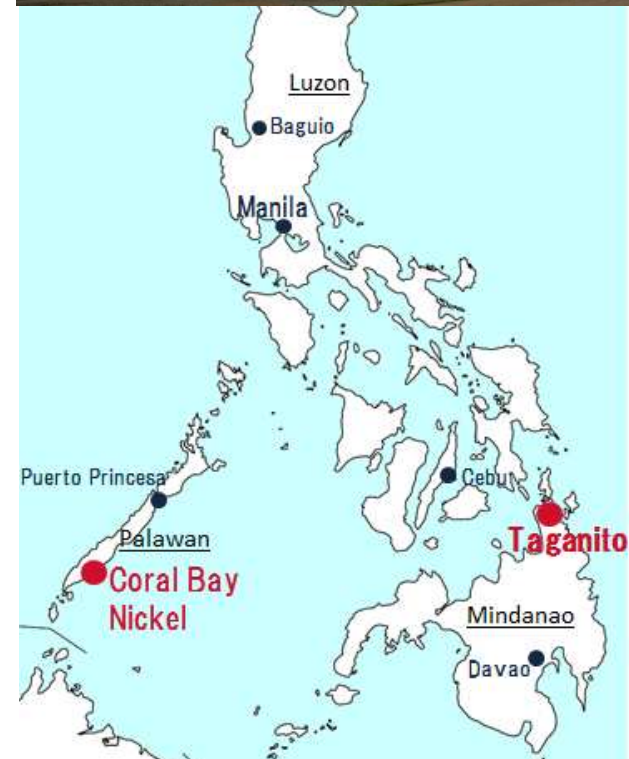 Luzon
Baguio
Manila
Puerto Princesa
Cebu
Palawan
Taganito
Coral Bay
Nickel
Mindanao
Davao